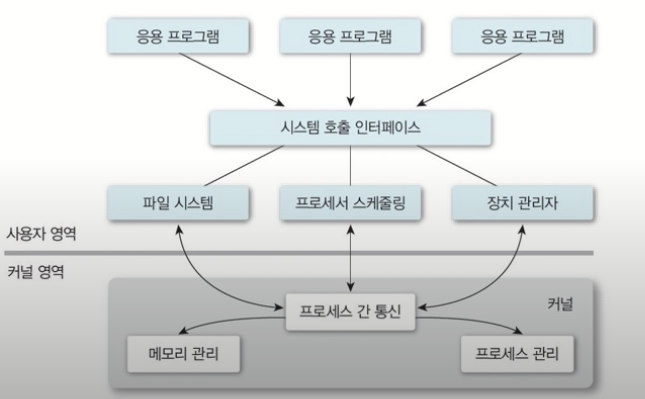 응용 프로그램
응용 프로그램
응용 프로그램
시스템 호출 인터페이스
파일 시스템
프로세서 스케줄링
장치 관리자
사용자 영역
커널 영역
커널
프로세스 간 통신
메모리 관리
프로세스 관리